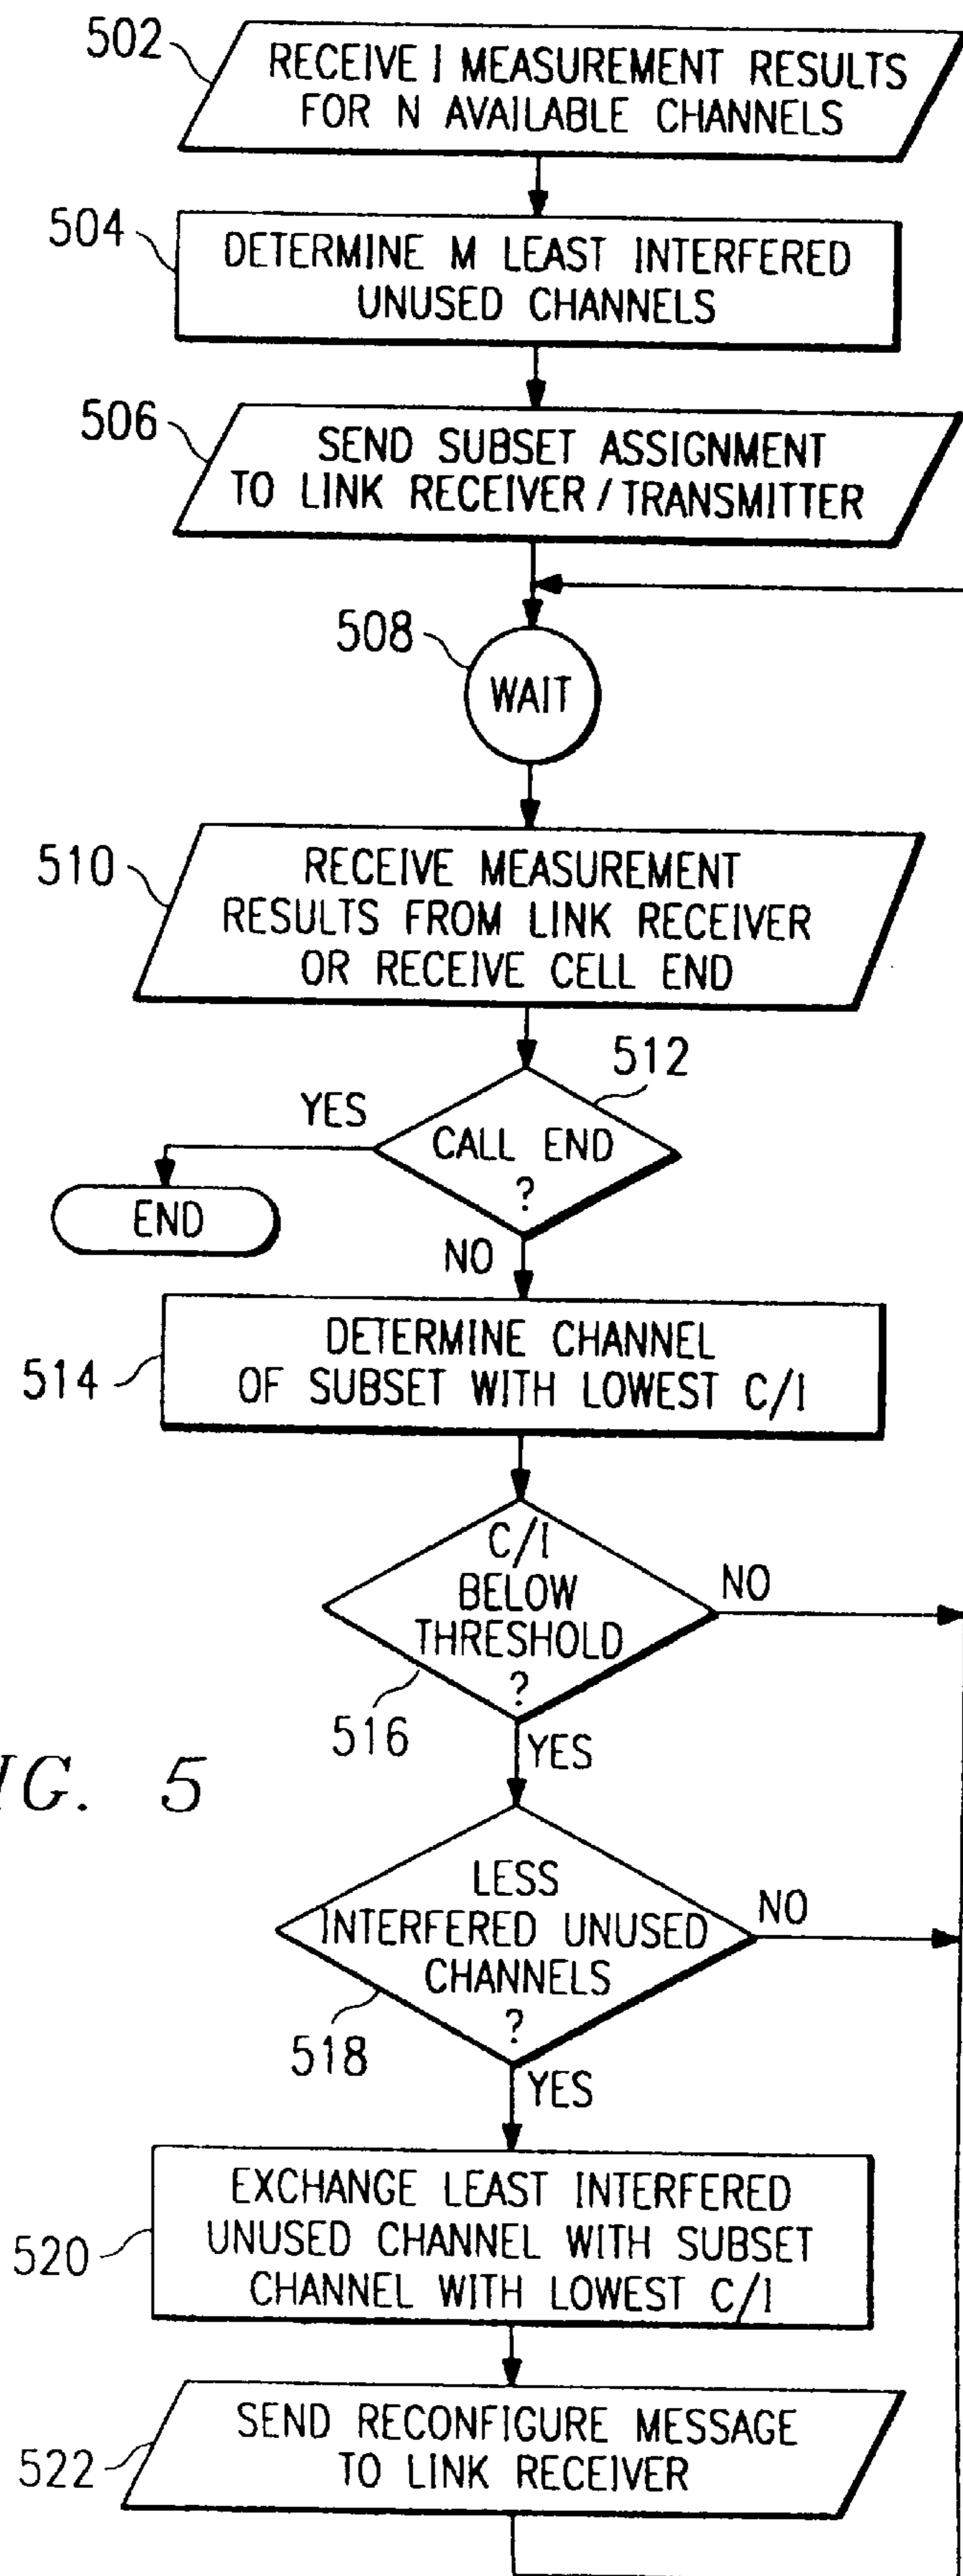 502
RECEIVE I MEASUREMENT RESULTS
FOR N AVAILABLE CHANNELS
504
DETERMINE M LEAST INTERFERED
UNUSED CHANNELS
506
SEND SUBSET ASSIGNMENT
TO LINK RECEIVER/TRANSMITTER
508
WAIT
510
RECEIVE MEASUREMENT
RESULTS FROM LINK RECEIVER
OR RECEIVE CELL END
512
YES
CALL END
?
END
NO
514
DETERMINE CHANNEL
OF SUBSET WITH LOWEST C/I
C/I
BELOW
THRESHOLD
?
NO
516
YES
IG. 5
LESS
INTERFERED UNUSED
CHANNELS
?
NO
518
YES
520
EXCHANGE LEAST INTERFERED
UNUSED CHANNEL WITH SUBSET
CHANNEL WITH LOWEST C/I
522
SEND RECONFIGURE MESSAGE
TO LINK RECEIVER